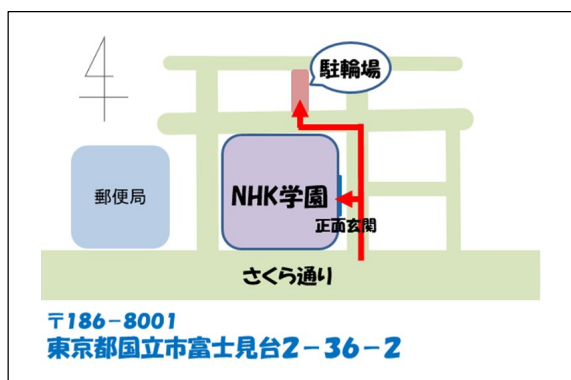 駐輪場
郵便局
NHK学園
正面玄関
さくら通り
〒186-8001
東京都国立市富士見台2-36-2